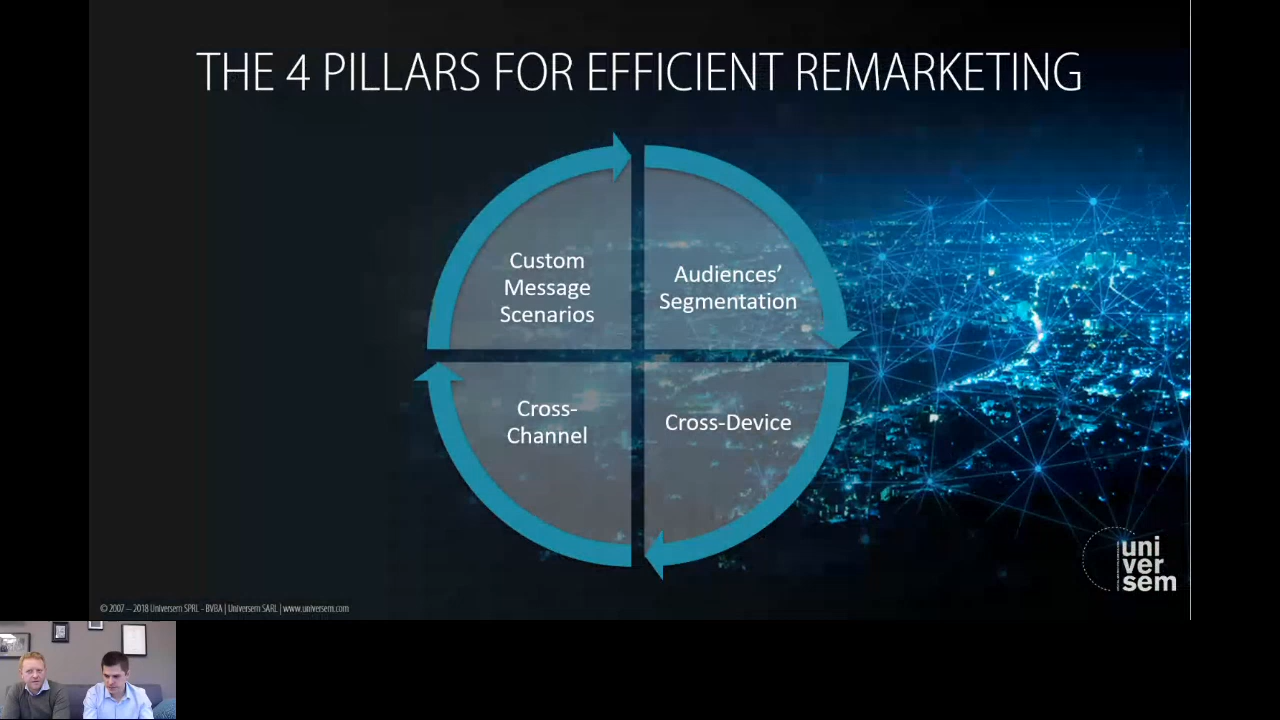 THE 4 PILLARS FOR EFFICIENT REMARKETING
Custom
Message
Scenarios
Audiences’
Segmentation
Cross-
Channel
Cross-Device
uni
ver
sem
© 2007 – 2018 Universem SPRL - BVBA | Universem SARL | www.universem.com